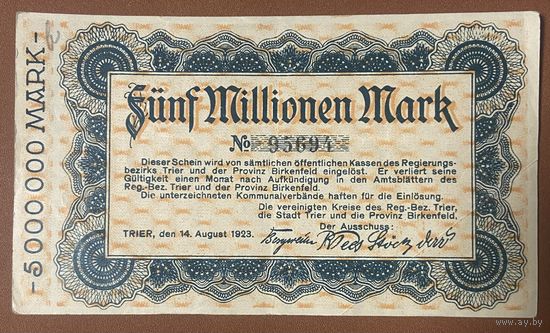 -5000000 MARK-
Fünf Millionen Mark
No 95694
Dieser Schein wird von sämtlichen öffentlichen Kassen des Regierungs-
bezirks Trier und der Provinz Birkenfeld eingelöst. Er verliert seine
Gültigkeit einen Monat nach Aufkündigung in den Amtsblättern des
Reg.-Bez. Trier und der Provinz Birkenfeld.
Die unterzeichneten Kommunalverbände haften für die Einlösung.
Die vereinigten Kreise des Reg.-Bez. Trier,
die Stadt Trier und die Provinz Birkenfeld.
Der Ausschuss:
TRIER, den 14. August 1923.
www.ay.by